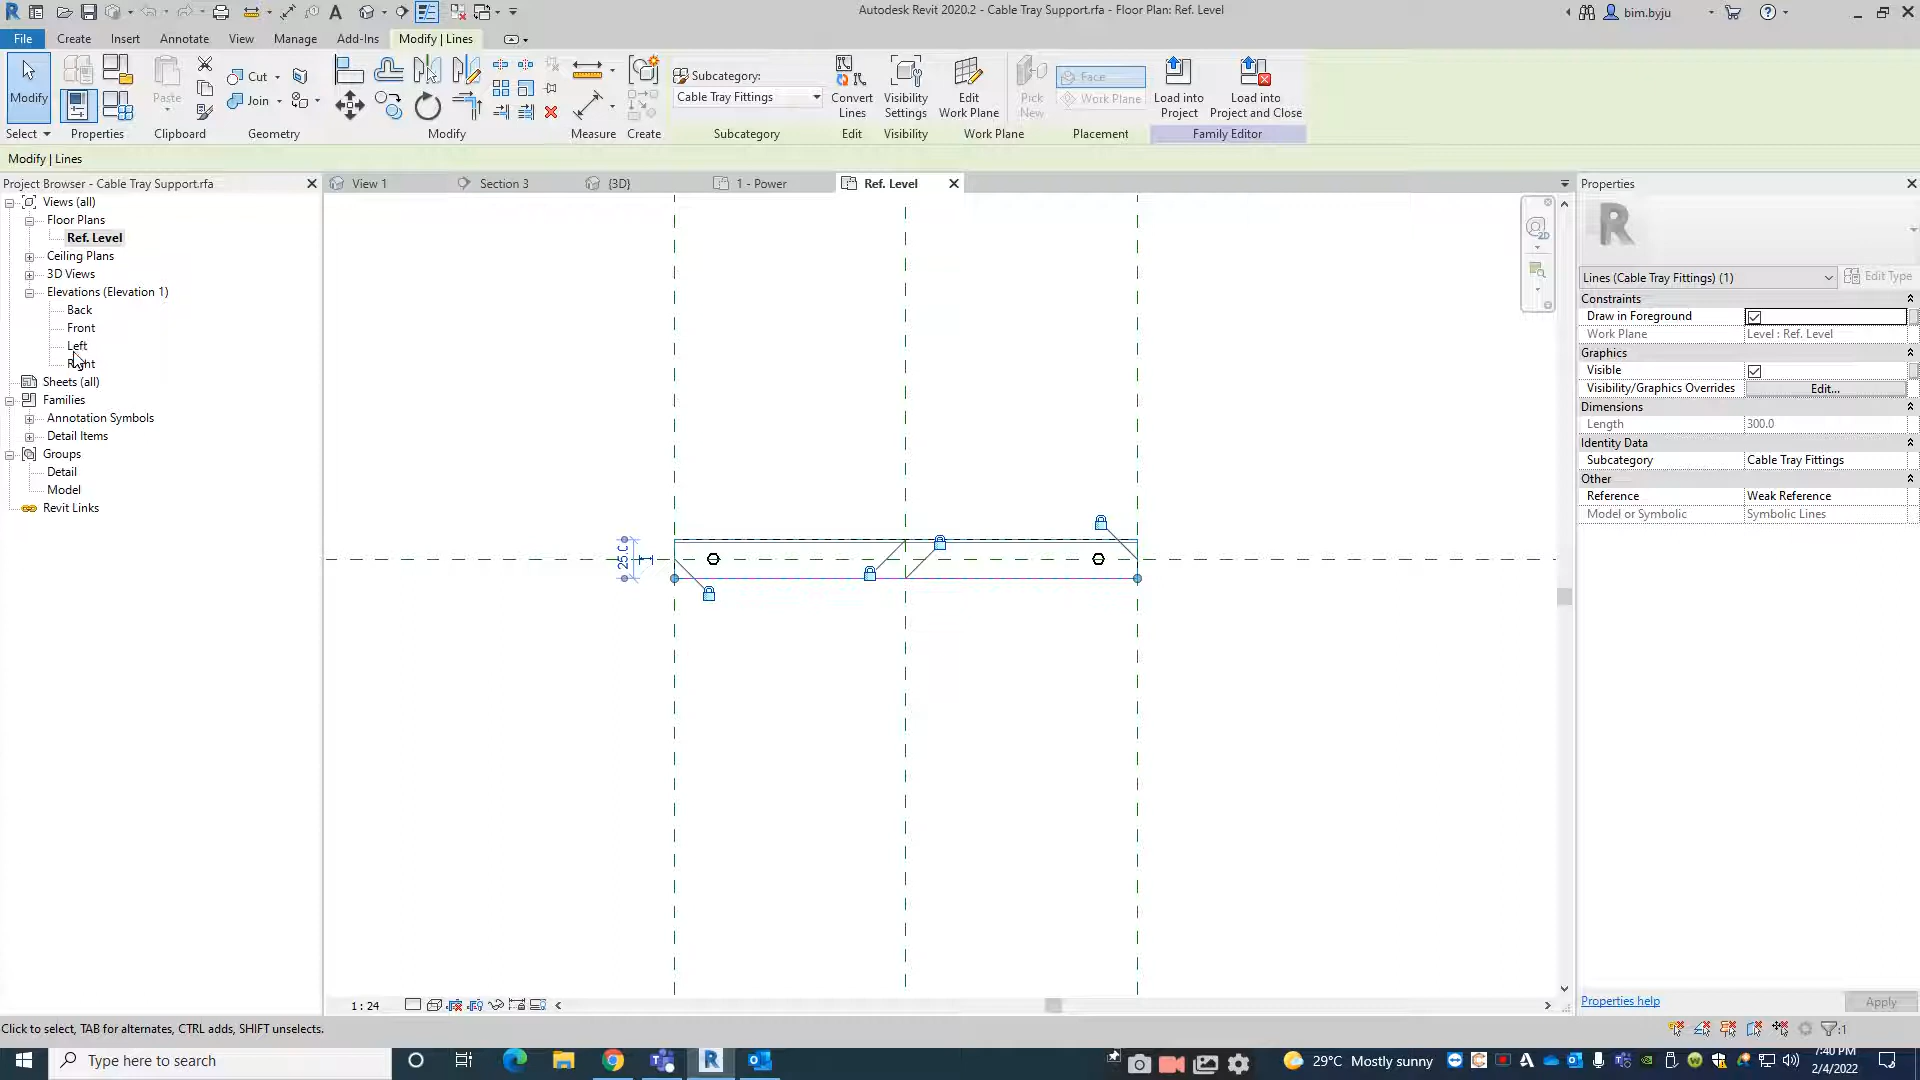 Autodesk Revit 2020.2 - Cable Tray Support.rfa - Floor Plan: Ref. Level
bim.byju
File Create Insert Annotate View Manage Add-Ins Modify | Lines
Modify
Paste
Cut
Join
Subcategory:
Cable Tray Fittings
Convert Lines
Visibility Settings
Edit Work Plane
Pick New
Face
Work Plane
Load into Project
Load into Project and Close
Select Properties Clipboard Geometry Modify Measure Create Subcategory Edit Visibility Work Plane Placement Family Editor
Modify | Lines
Project Browser - Cable Tray Support.rfa
Views (all)
Floor Plans
Ref. Level
Ceiling Plans
3D Views
Elevations (Elevation 1)
Back
Front
Left
Right
Sheets (all)
Families
Annotation Symbols
Detail Items
Groups
Detail
Model
Revit Links
View 1 Section 3 {3D} 1 - Power Ref. Level
2D
25.0
1 : 24
Properties
Lines (Cable Tray Fittings) (1) Edit Type
Constraints
Draw in Foreground
Work Plane Level : Ref. Level
Graphics
Visible
Visibility/Graphics Overrides Edit...
Dimensions
Length 300.0
Identity Data
Subcategory Cable Tray Fittings
Other
Reference Weak Reference
Model or Symbolic Symbolic Lines
Properties help Apply
Click to select, TAB for alternates, CTRL adds, SHIFT unselects.
:1
Type here to search
29°C Mostly sunny
7:40 PM
2/4/2022